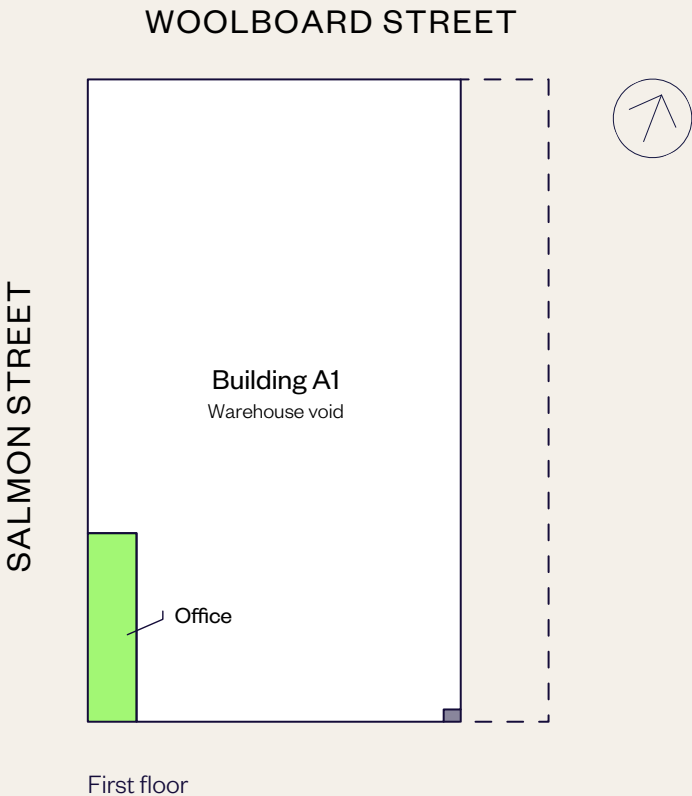 WOOLBOARD STREET
SALMON STREET
Building A1
Warehouse void
Office
First floor